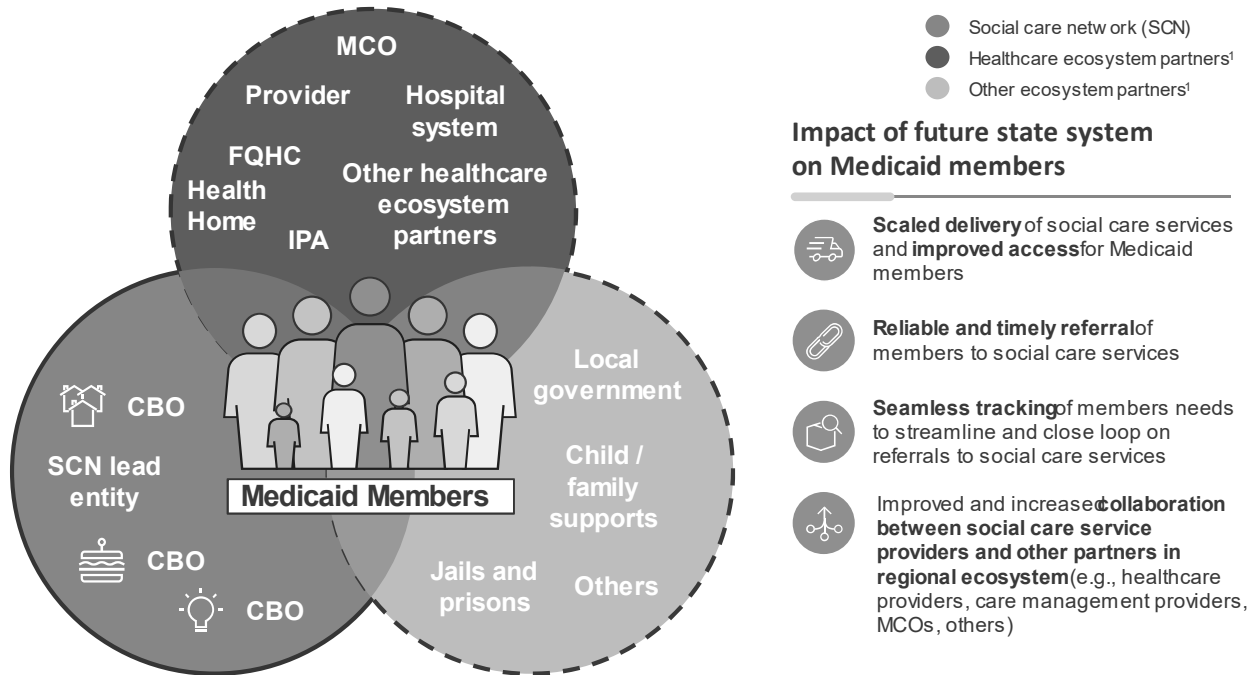 MCO
Provider
Hospital
system
FQHC
Health
Home
Other healthcare
ecosystem
partners
IPA
CBO
SCN lead
entity
CBO
CBO
Medicaid Members
Local
government
Child /
family
supports
Jails and
prisons
Others
Social care network (SCN)
Healthcare ecosystem partners¹
Other ecosystem partners¹
Impact of future state system
on Medicaid members
Scaled delivery of social care services
and improved access for Medicaid
members
Reliable and timely referral of
members to social care services
Seamless tracking of members needs
to streamline and close loop on
referrals to social care services
Improved and increased collaboration
between social care service
providers and other partners in
regional ecosystem (e.g., healthcare
providers, care management providers,
MCOs, others)